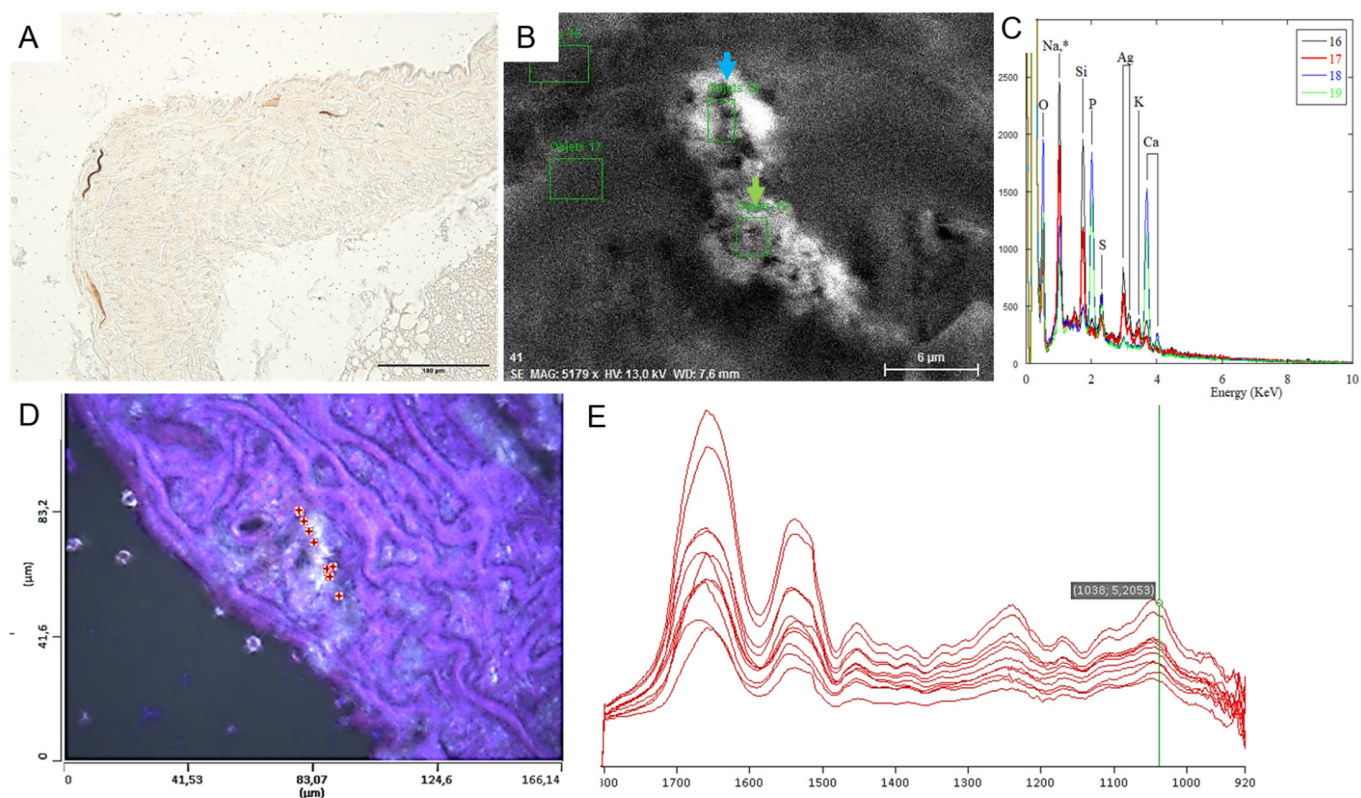 A
100 µm
B
Objets 17
41
SE MAG: 5179 x HV: 13,0 kV WD: 7,6 mm
6 µm
C
Na,*
Ag
Si
P
K
O
Ca
S
16
17
18
19
2500
2000
1500
1000
500
0
0 2 4 6 8 10
Energy (KeV)
D
83,2
(µm)
41,6
0
0 41,53 83,07 124,6 166,14
(µm)
E
(1038; 5,2053)
1700 1600 1500 1400 1300 1200 1100 1000 920